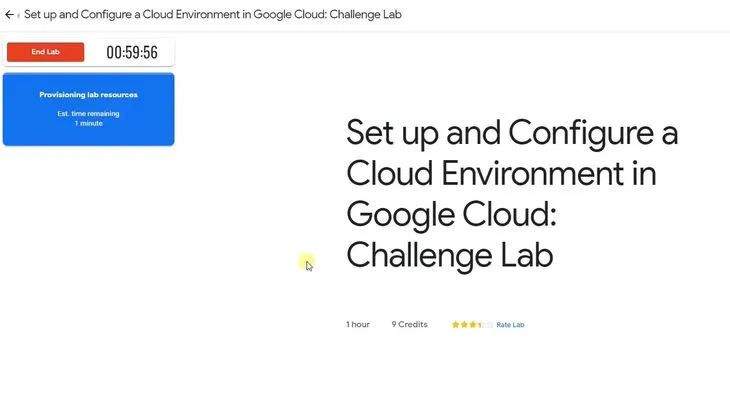 Set up and Configure a Cloud Environment in Google Cloud: Challenge Lab
End Lab
00:59:56
Provisioning lab resources
Est. time remaining
1 minute
Set up and Configure a
Cloud Environment in
Google Cloud:
Challenge Lab
1 hour 9 Credits Rate Lab